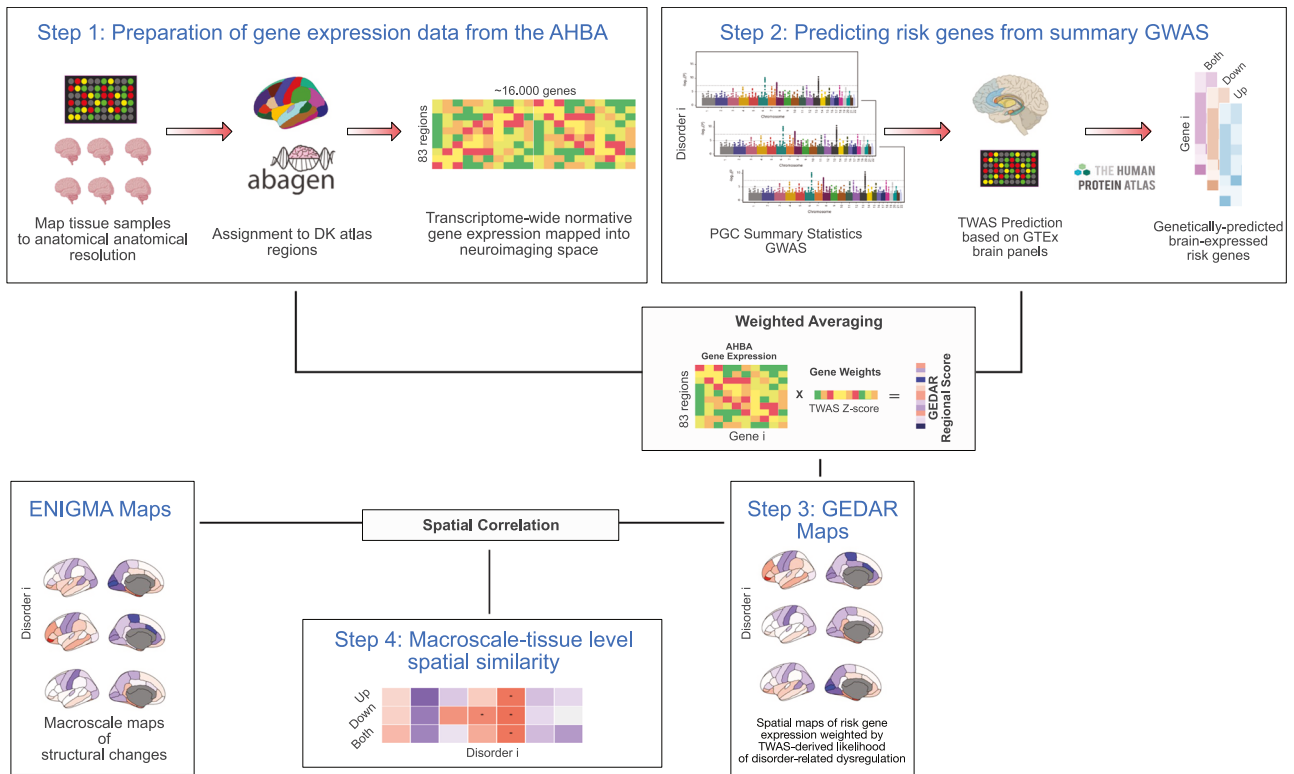 Step 1: Preparation of gene expression data from the AHBA
~16.000 genes
83 regions
abagen
Map tissue samples
to anatomical anatomical
resolution
Assignment to DK atlas
regions
Transcriptome-wide normative
gene expression mapped into
neuroimaging space
Step 2: Predicting risk genes from summary GWAS
Disorder i
Chromosome
Chromosome
Chromosome
PGC Summary Statistics
GWAS
TWAS Prediction
based on GTEx
brain panels
THE HUMAN
PROTEIN ATLAS
Both
Down
Up
Gene i
Genetically-predicted
brain-expressed
risk genes
Weighted Averaging
AHBA
Gene Expression
83 regions
Gene i
X
Gene Weights
TWAS Z-score
=
GEDAR
Regional Score
ENIGMA Maps
Disorder i
Macroscale maps
of
structural changes
Spatial Correlation
Step 4: Macroscale-tissue level
spatial similarity
Up
Down
Both
Disorder i
Step 3: GEDAR
Maps
Disorder i
Spatial maps of risk gene
expression weighted by
TWAS-derived likelihood
of disorder-related dysregulation